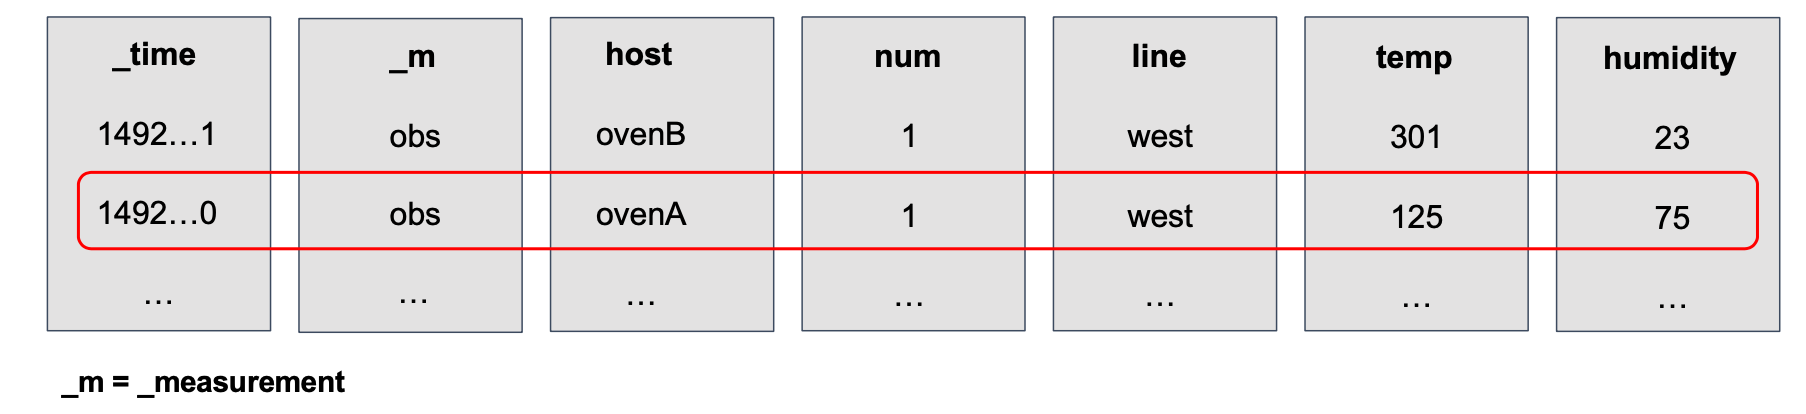 _time _m host num line temp humidity
1492…1 obs ovenB 1 west 301 23
1492…0 obs ovenA 1 west 125 75
… … … … … … …
_m = _measurement